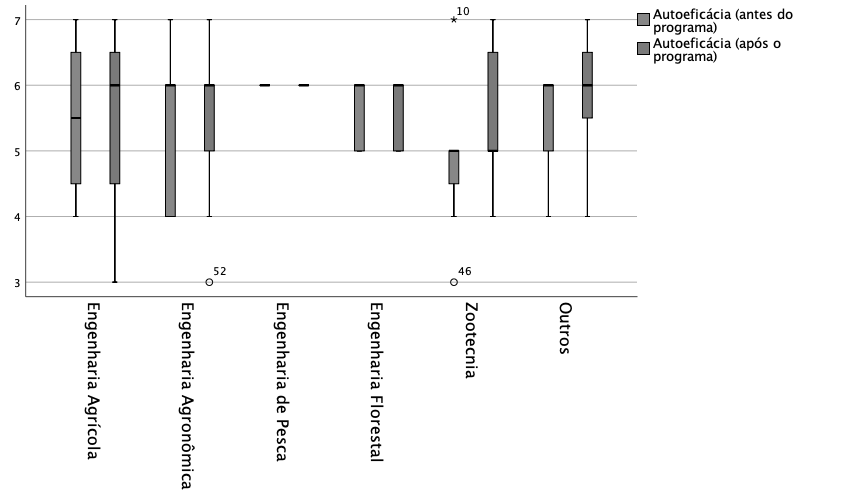 7
6
5
4
3
10
52
46
Autoeficácia (antes do
programa)
Autoeficácia (após o
programa)
Engenharia Agrícola
Engenharia Agronômica
Engenharia de Pesca
Engenharia Florestal
Zootecnia
Outros